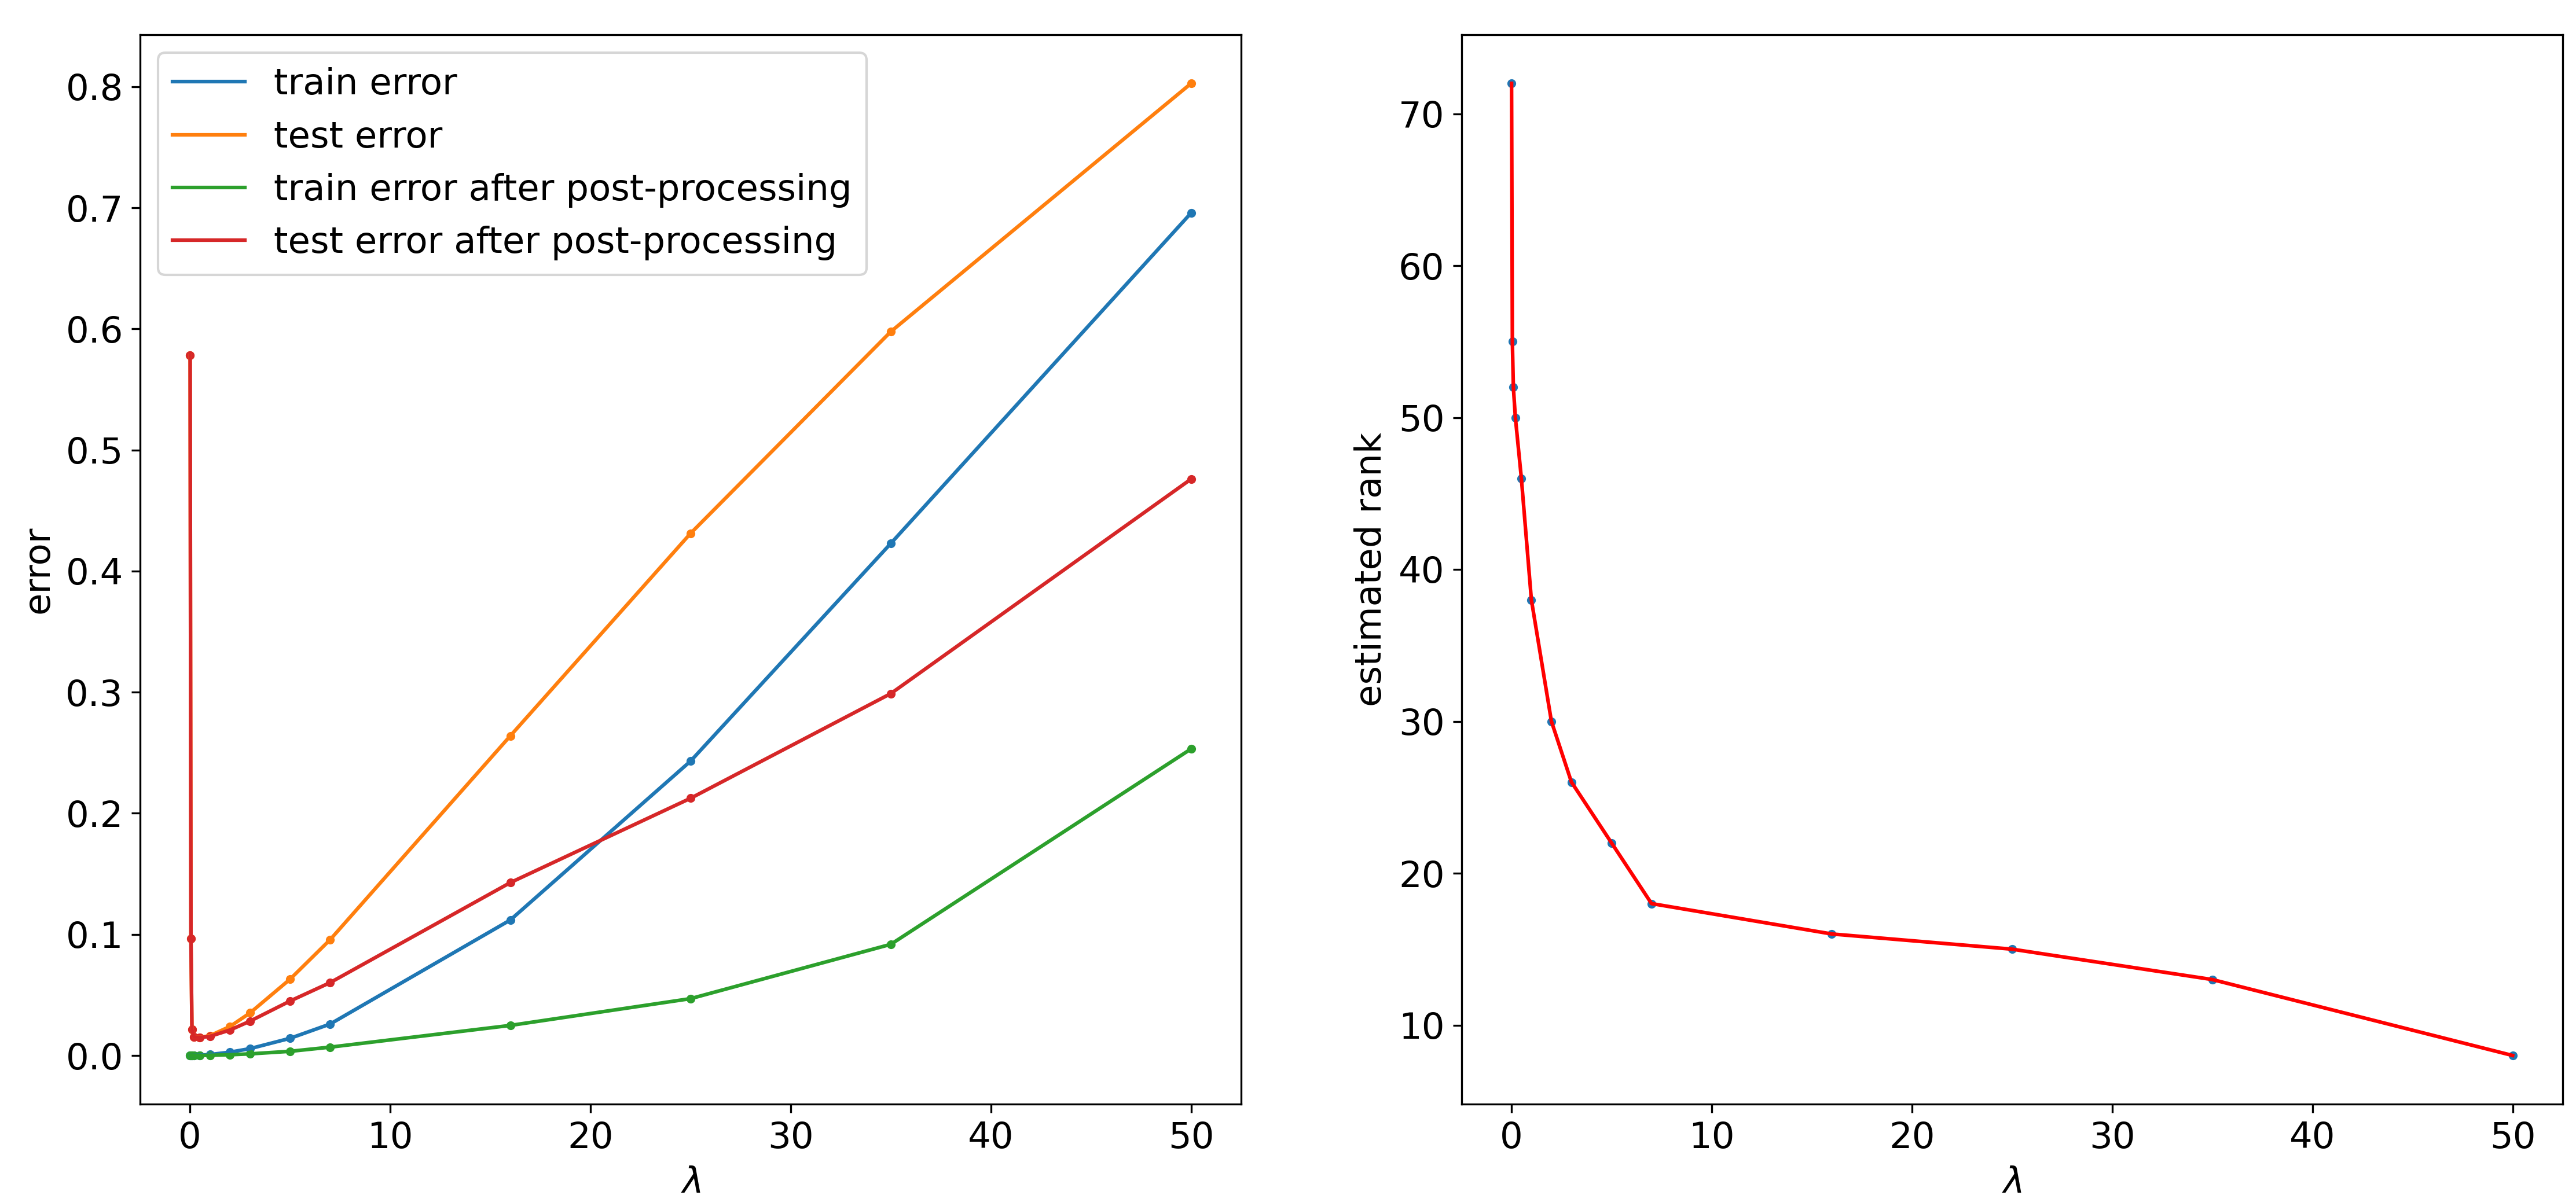 train error
test error
train error after post-processing
test error after post-processing
0.8
0.7
0.6
0.5
0.4
0.3
0.2
0.1
0.0
error
0 10 20 30 40 50
λ
70
60
50
40
30
20
10
estimated rank
0 10 20 30 40 50
λ